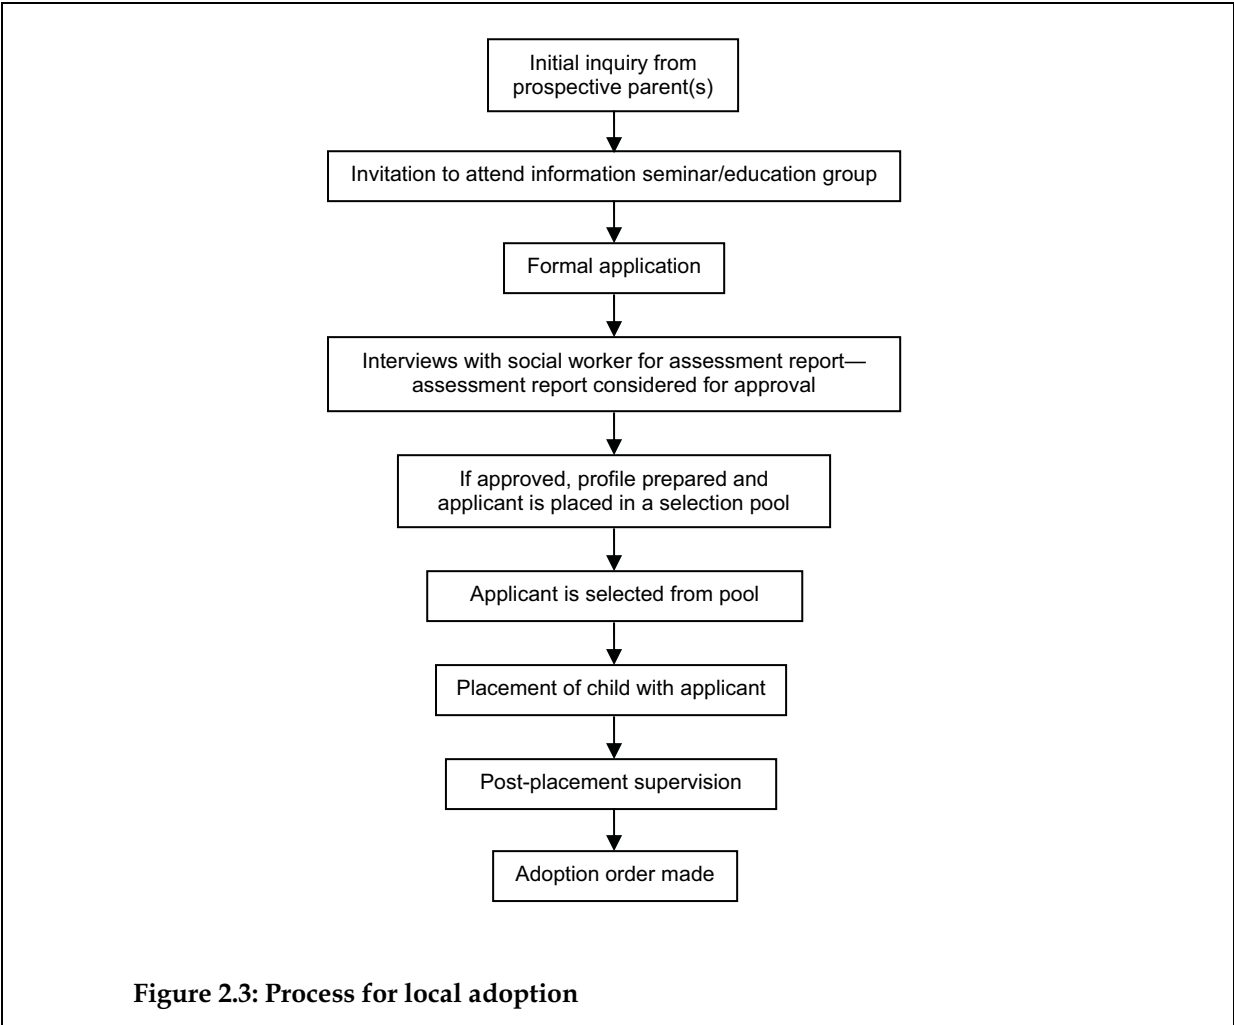 Initial inquiry from
prospective parent(s)
Invitation to attend information seminar/education group
Formal application
Interviews with social worker for assessment report—
assessment report considered for approval
If approved, profile prepared and
applicant is placed in a selection pool
Applicant is selected from pool
Placement of child with applicant
Post-placement supervision
Adoption order made
Figure 2.3: Process for local adoption